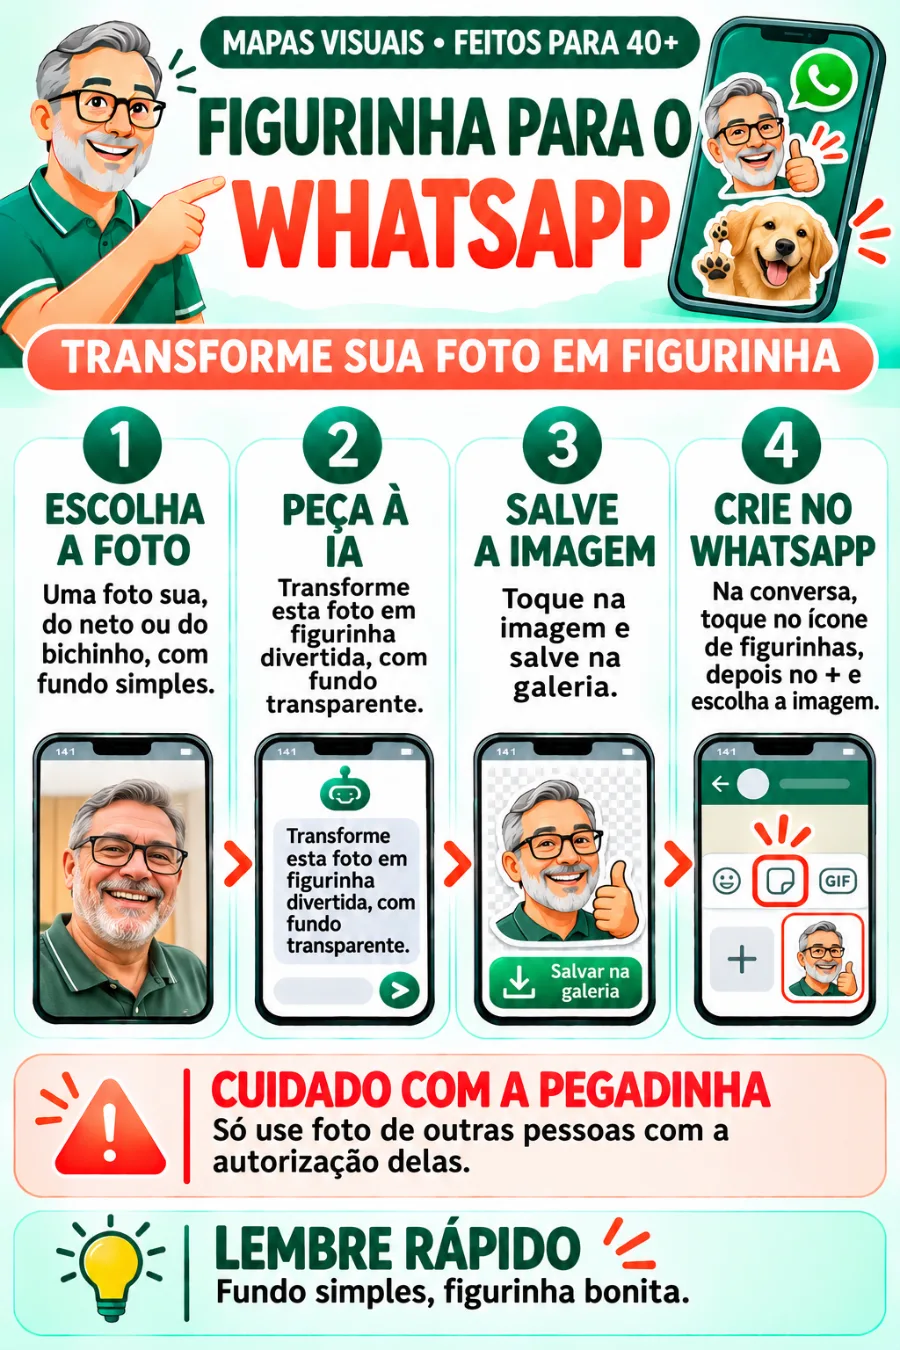 MAPAS VISUAIS • FEITOS PARA 40+
FIGURINHA PARA O
WHATSAPP
TRANSFORME SUA FOTO EM FIGURINHA
1
ESCOLHA
A FOTO
Uma foto sua,
do neto ou do
bichinho, com
fundo simples.
2
PEÇA À
IA
Transforme
esta foto em
figurinha
divertida, com
fundo
transparente.
3
SALVE
A IMAGEM
Toque na
imagem e
salve na
galeria.
4
CRIE NO
WHATSAPP
Na conversa,
toque no ícone
de figurinhas,
depois no + e
escolha a imagem.
141
141
Transforme
esta foto em
figurinha
divertida, com
fundo
transparente.
141
Salvar na
galeria
141
GIF
CUIDADO COM A PEGADINHA
Só use foto de outras pessoas com a
autorização delas.
LEMBRE RÁPIDO
Fundo simples, figurinha bonita.